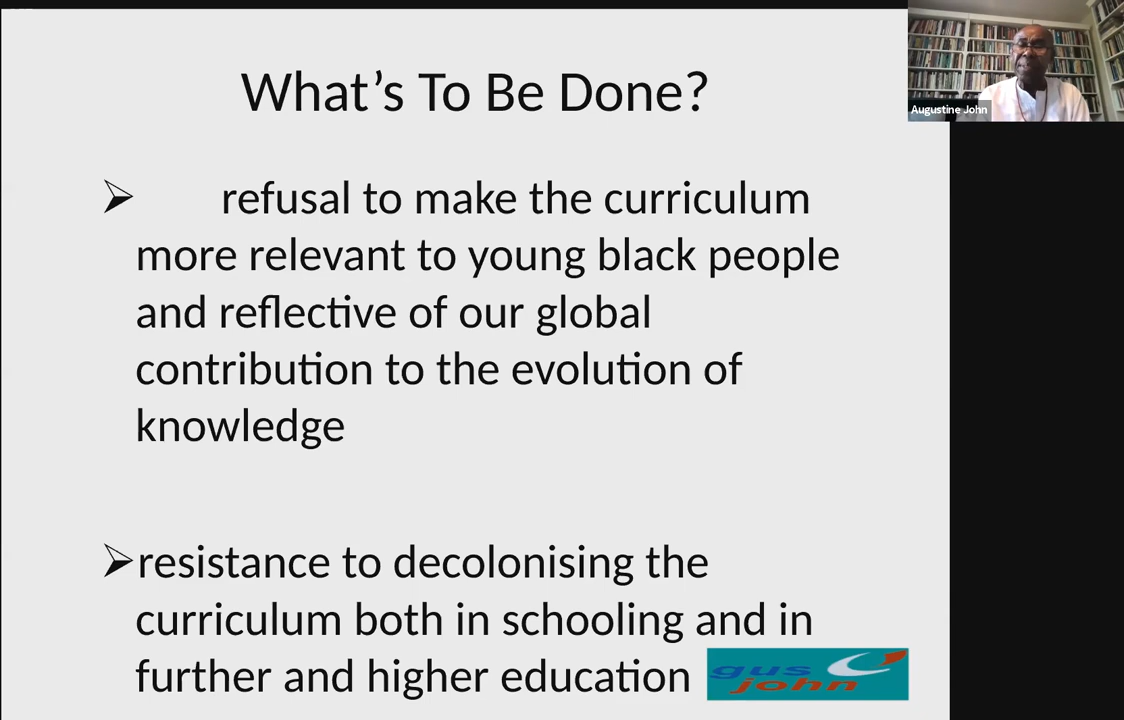 What's To Be Done?
Augustine John
➢ refusal to make the curriculum
more relevant to young black people
and reflective of our global
contribution to the evolution of
knowledge
➢resistance to decolonising the
curriculum both in schooling and in
further and higher education
gus
john